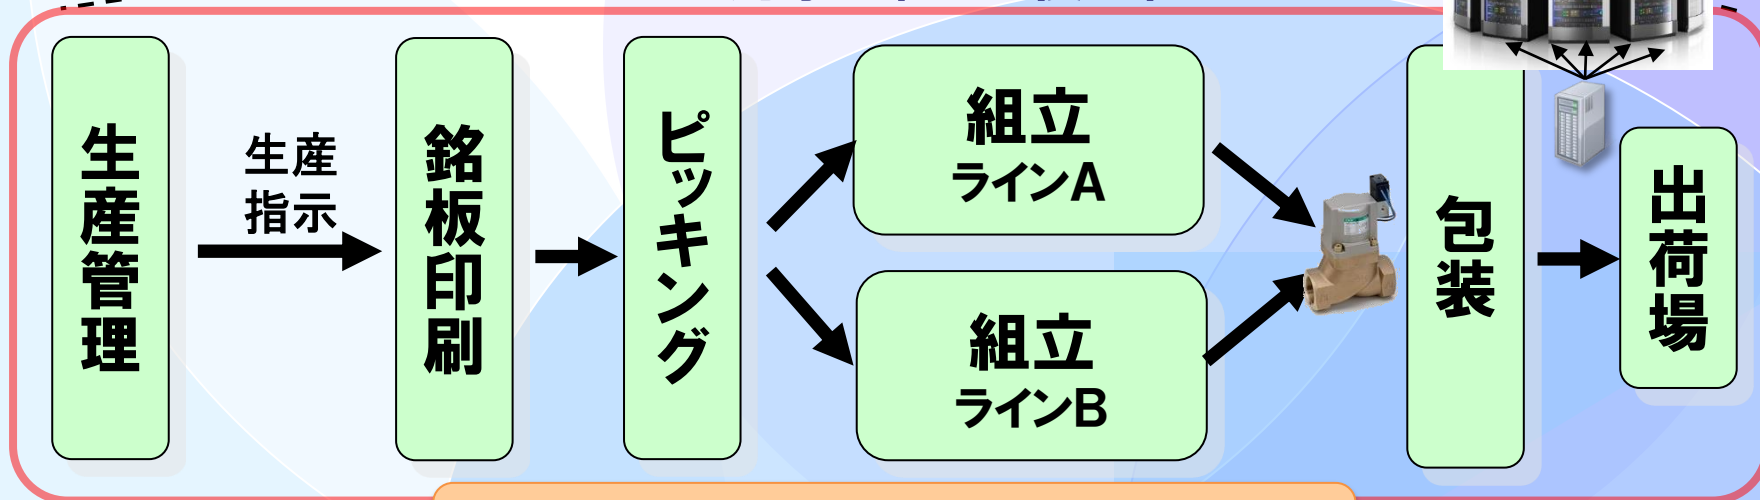 生産管理
生産
指示
銘板印刷
ピッキング
組立
ラインA
組立
ラインB
包装
出荷場